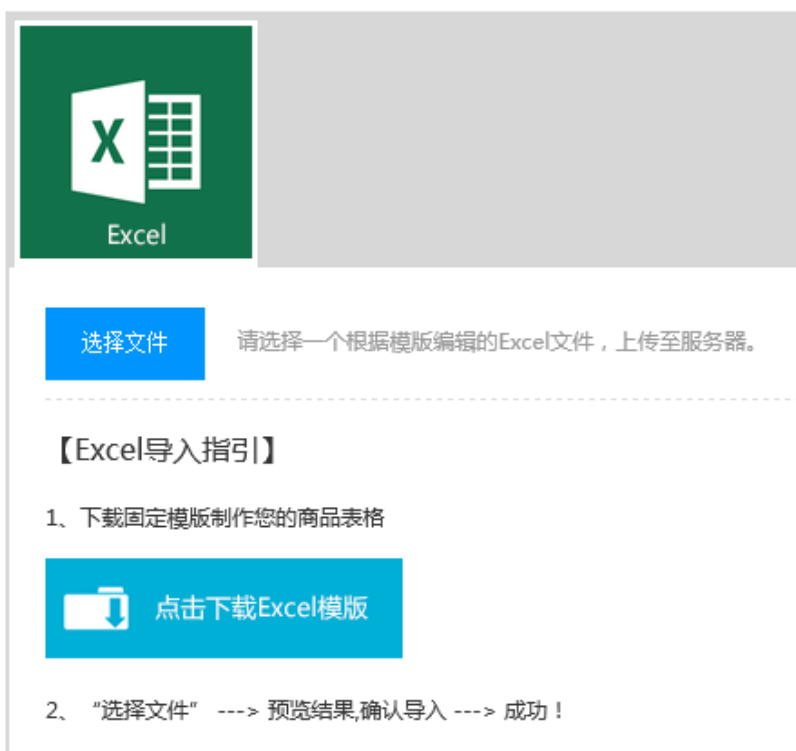 X
Excel
选择文件 请选择一个根据模版编辑的Excel文件，上传至服务器。
【Excel导入指引】
1、下载固定模版制作您的商品表格
点击下载Excel模版
2、 “选择文件” ---> 预览结果,确认导入 ---> 成功！